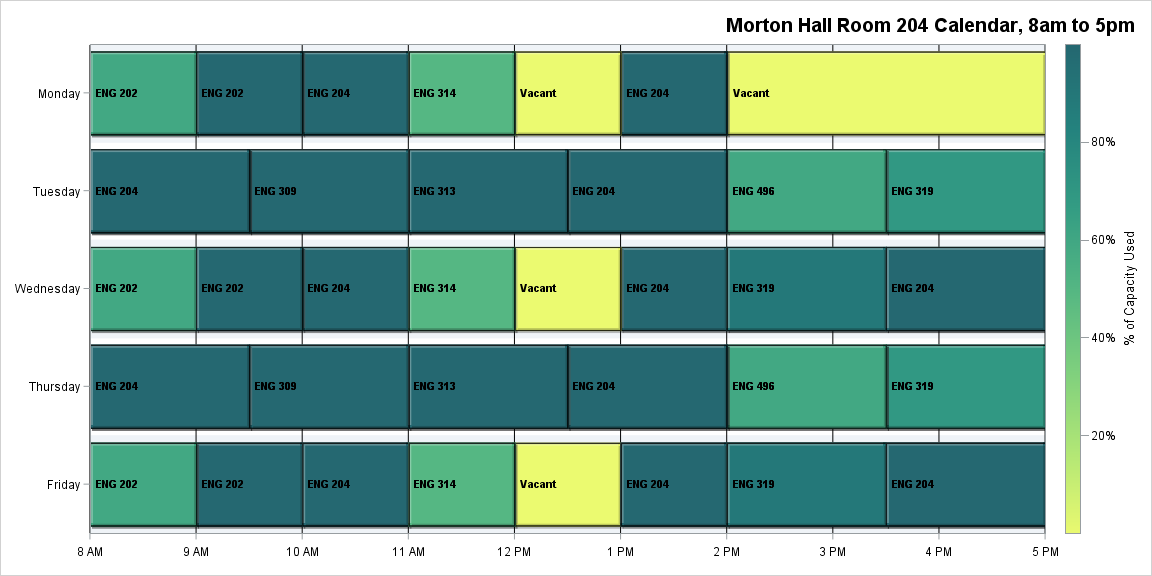 Morton Hall Room 204 Calendar, 8am to 5pm
Monday ENG 202 ENG 202 ENG 204 ENG 314 Vacant ENG 204 Vacant
Tuesday ENG 204 ENG 309 ENG 313 ENG 204 ENG 496 ENG 319
Wednesday ENG 202 ENG 202 ENG 204 ENG 314 Vacant ENG 204 ENG 319 ENG 204
Thursday ENG 204 ENG 309 ENG 313 ENG 204 ENG 496 ENG 319
Friday ENG 202 ENG 202 ENG 204 ENG 314 Vacant ENG 204 ENG 319 ENG 204
8 AM 9 AM 10 AM 11 AM 12 PM 1 PM 2 PM 3 PM 4 PM 5 PM
80%
60%
40%
20%
% of Capacity Used